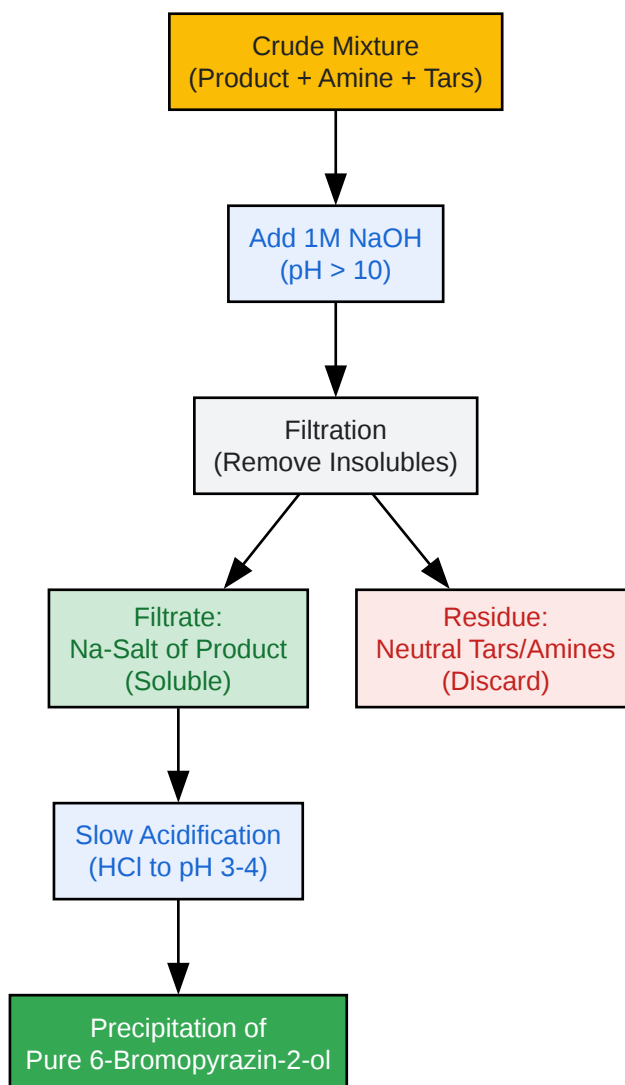 Crude Mixture
(Product + Amine + Tars)
Add 1M NaOH
(pH > 10)
Filtration
(Remove Insolubles)
Filtrate:
Na-Salt of Product
(Soluble)
Residue:
Neutral Tars/Amines
(Discard)
Slow Acidification
(HCl to pH 3-4)
Precipitation of
Pure 6-Bromopyrazin-2-ol